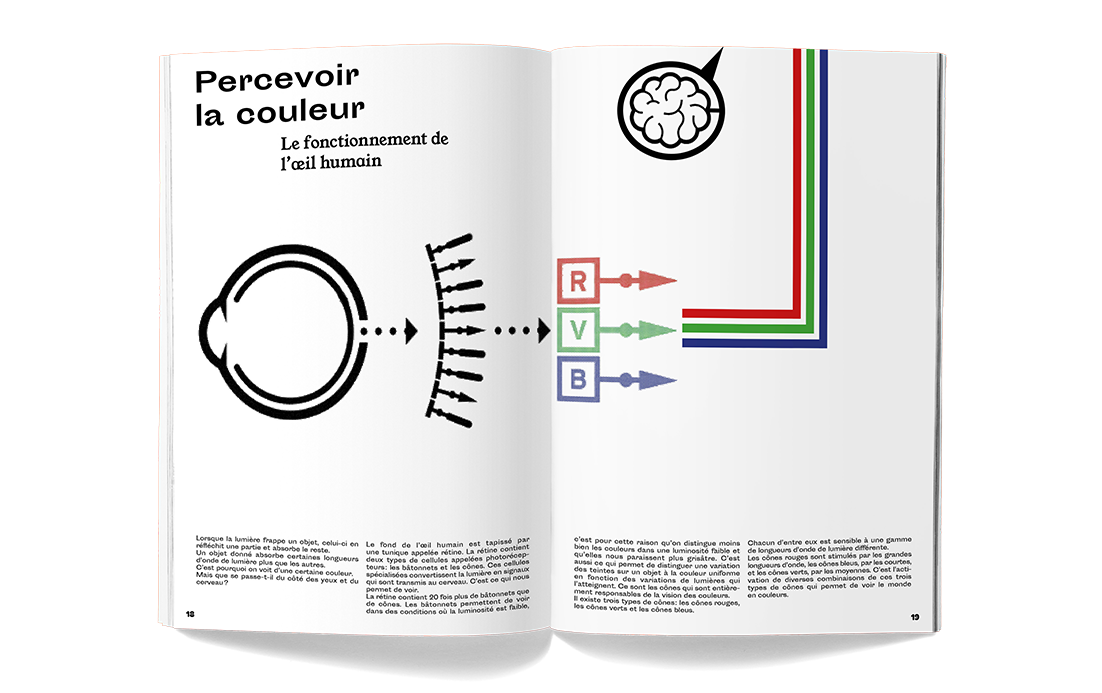 Percevoir
la couleur
Le fonctionnement de
l'œil humain
R
V
B
Lorsque la lumière frappe un objet, celui-ci en
réfléchit une partie et absorbe le reste.
Un objet donné absorbe certaines longueurs
d'onde de lumière plus que les autres.
C'est pourquoi on voit d'une certaine couleur.
Mais que se passe-t-il du côté des yeux et du
cerveau?
Le fond de l'œil humain est tapissé par
une tunique appelée rétine. La rétine contient
deux types de cellules appelées photorécep-
teurs: les bâtonnets et les cônes. Ces cellules
spécialisées convertissent la lumière en signaux
qui sont transmis au cerveau. C'est ce qui nous
permet de voir.
La rétine contient 20 fois plus de bâtonnets que
de cônes. Les bâtonnets permettent de voir
dans des conditions où la luminosité est faible,
18
c'est pour cette raison qu'on distingue moins
bien les couleurs dans une luminosité faible et
qu'elles nous paraissent plus grisâtre. C'est
aussi ce qui permet de distinguer une variation
des teintes sur un objet à la couleur uniforme
en fonction des variations de lumières qui
l'atteignent. Ce sont les cônes qui sont entière-
ment responsables de la vision des couleurs.
Il existe trois types de cônes: les cônes rouges,
les cônes verts et les cônes bleus.
Chacun d'entre eux est sensible à une gamme
de longueurs d'onde de lumière différente.
Les cônes rouges sont stimulés par les grandes
longueurs d'onde, les cônes bleus, par les courtes,
et les cônes verts, par les moyennes. C'est l'acti-
vation de diverses combinaisons de ces trois
types de cônes qui permet de voir le monde
en couleurs.
19